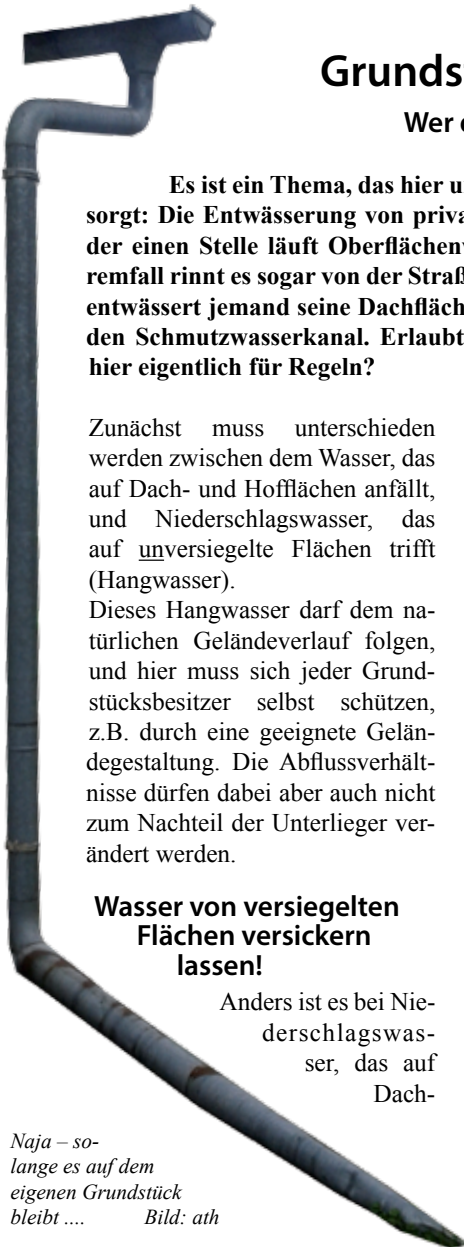 Grunds
Wer
Es ist ein Thema, das hier
sorgt: Die Entwässerung von
der einen Stelle läuft
remfall rinnt es sogar von der
entwässert jemand seine
den Schmutzwasserkanal.
hier eigentlich für Regeln?
Zunächst muss unterschieden
werden zwischen dem Wasser, das
auf Dach- und Hofflächen anfällt,
und Niederschlagswasser, das
auf unversiegelte Flächen trifft
(Hangwasser).
Dieses Hangwasser darf dem na-
türlichen Geländeverlauf folgen,
und hier muss sich jeder Grund-
stücksbesitzer selbst schützen,
z.B. durch eine geeignete Gelän-
degestaltung. Die Abflussverhält-
nisse dürfen dabei aber auch nicht
zum Nachteil der Unterlieger ver-
ändert werden.
Wasser von versiegelten
Flächen versickern
lassen!
Anders ist es bei Nie-
derschlagswas-
ser, das auf
Dach-
Naja – so-
lange es auf dem
eigenen Grundstück
bleibt .... Bild: ath